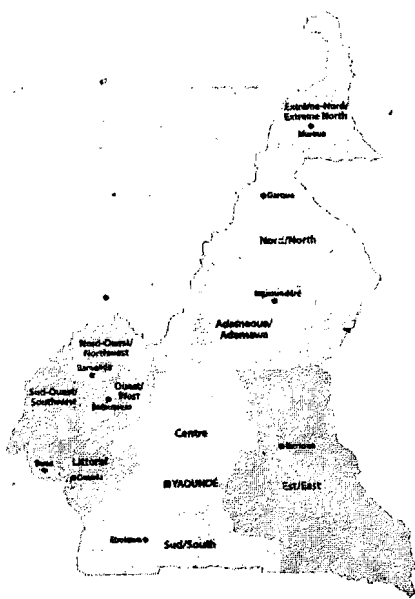 Extrême-Nord/
Extreme North
Maroua
Garoua
Nord/North
Ngaoundéré
Adamaoua/
Adamawa
Nord-Ouest/
Northwest
Bamenda
Sud-Ouest/
Southwest
Ouest/
West
Bafoussam
Centre
Bertoua
Buea
Littoral
Douala
YAOUNDÉ
Est/East
Ebolowa
Sud/South